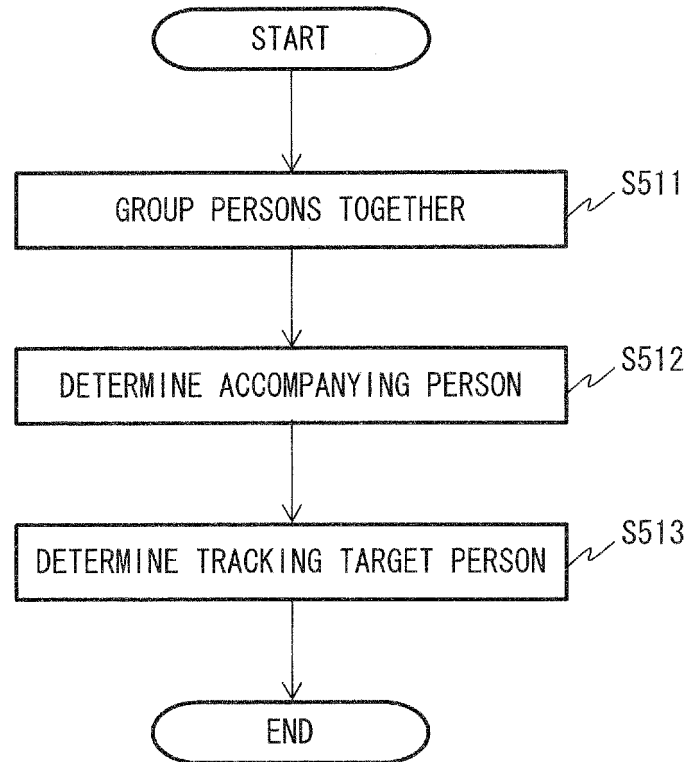 START
GROUP PERSONS TOGETHER
S511
DETERMINE ACCOMPANYING PERSON
S512
DETERMINE TRACKING TARGET PERSON
S513
END